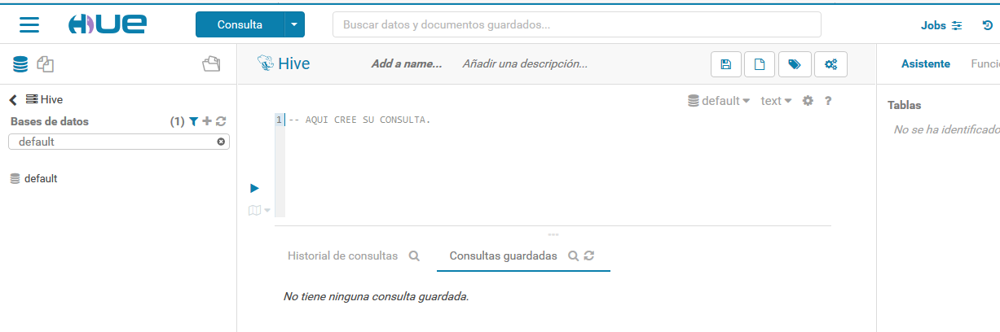 HUE
Consulta
Buscar datos y documentos guardados...
Jobs
Hive
Add a name...
Añadir una descripción...
Asistente
Funci
Hive
Bases de datos
(1)
default
default
default
text
?
1
-- AQUI CREE SU CONSULTA.
Tablas
No se ha identificado
Historial de consultas
Consultas guardadas
No tiene ninguna consulta guardada.